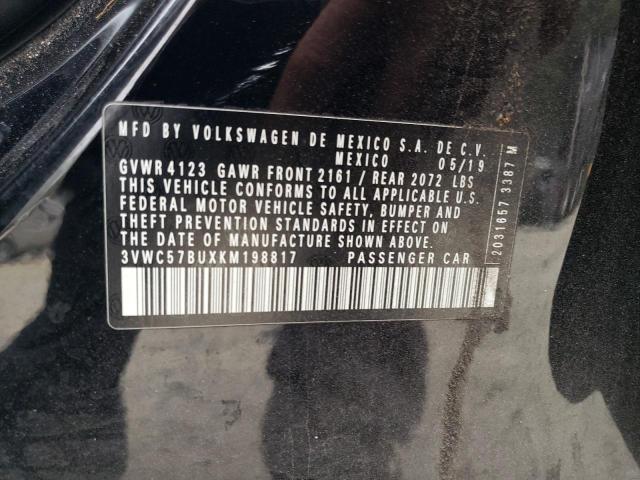 MFD BY VOLKSWAGEN DE MEXICO S.A. DE C.V.
MEXICO 05/19
GVWR 4123 GAWR FRONT 2161 / REAR 2072 LBS
THIS VEHICLE CONFORMS TO ALL APPLICABLE U.S.
FEDERAL MOTOR VEHICLE SAFETY, BUMPER AND
THEFT PREVENTION STANDARDS IN EFFECT ON
THE DATE OF MANUFACTURE SHOWN ABOVE.
3VWC57BUXKM198817 PASSENGER CAR
2031657 3387 M